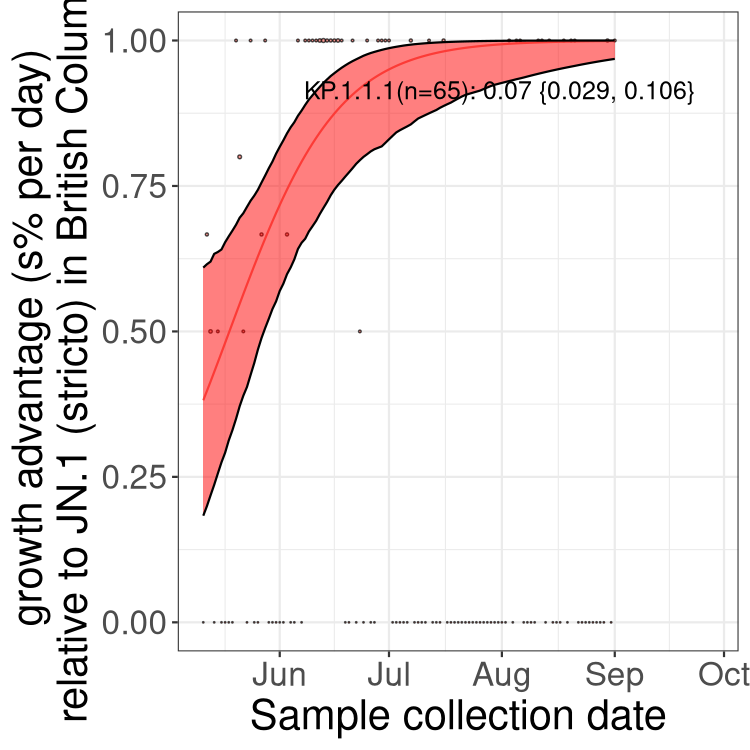 growth advantage (s% per day)
relative to JN.1 (stricto) in British Colum
1.00
0.75
0.50
0.25
0.00
KP.1.1.1(n=65): 0.07 {0.029, 0.106}
Jun Jul Aug Sep Oct
Sample collection date